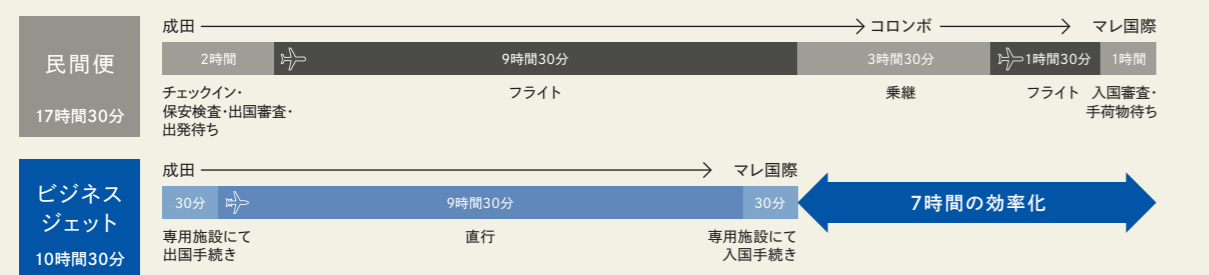 民間便
17時間30分
成田 コロンボ マレ国際
2時間 9時間30分 3時間30分 1時間30分 1時間
チェックイン・
保安検査・出国審査・
出発待ち
フライト
乗継
フライト
入国審査・
手荷物待ち
ビジネス
ジェット
10時間30分
成田 マレ国際
30分 9時間30分 30分
専用施設にて
出国手続き
直行
専用施設にて
入国手続き
7時間の効率化